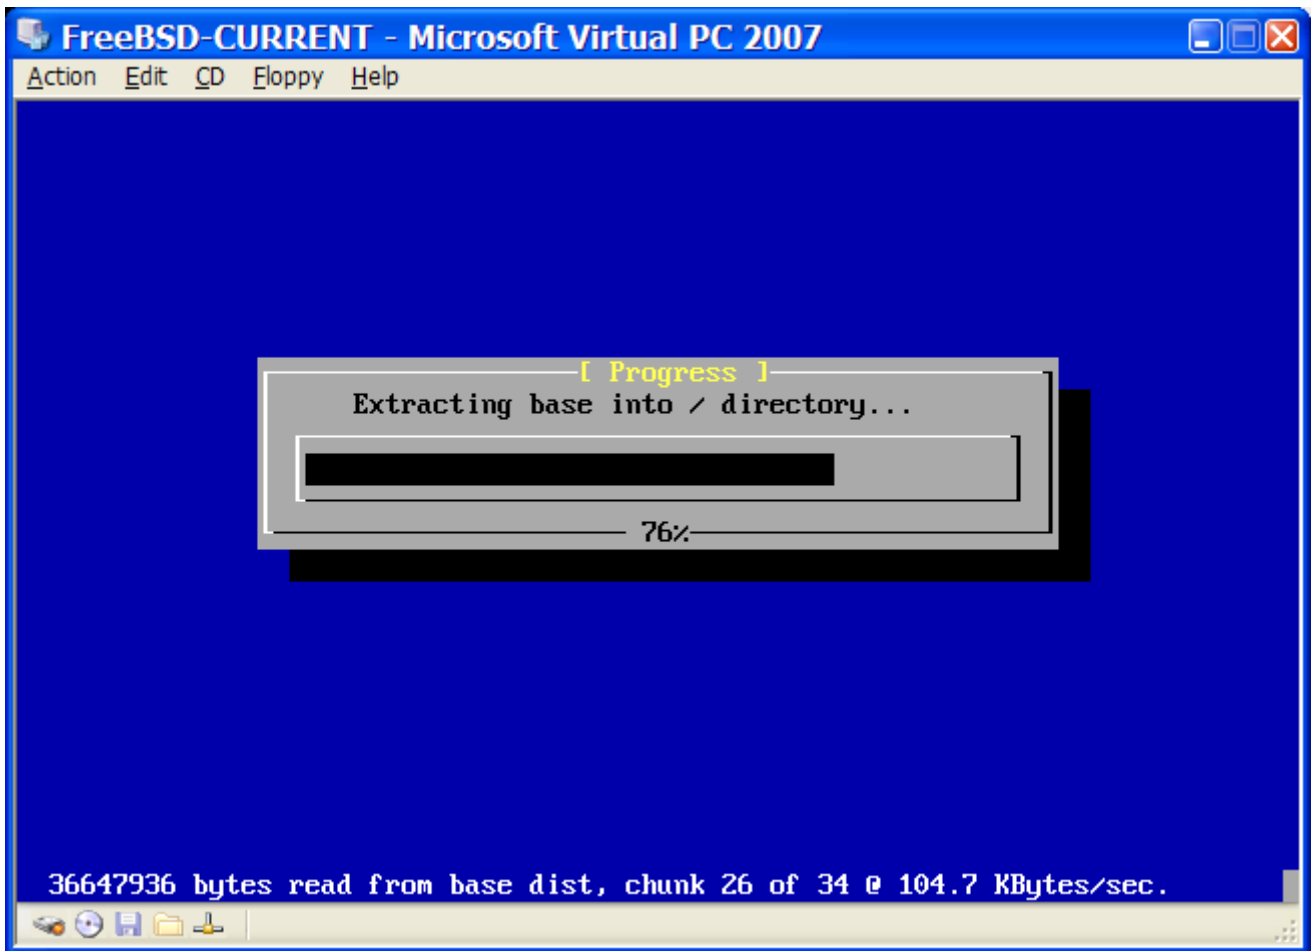 FreeBSD-CURRENT - Microsoft Virtual PC 2007
Action Edit CD Floppy Help
[ Progress ]
Extracting base into / directory...
76%
36647936 bytes read from base dist, chunk 26 of 34 @ 104.7 KBytes/sec.